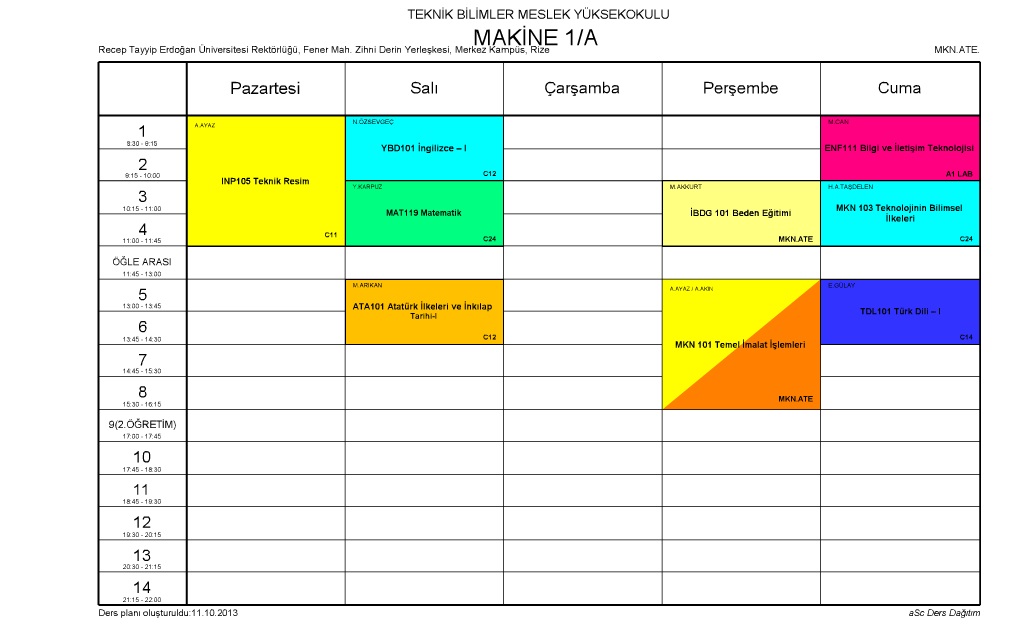 TEKNİK BİLİMLER MESLEK YÜKSEKOKULU
MAKİNE 1/A
Recep Tayyip Erdoğan Üniversitesi Rektörlüğü, Fener Mah. Zihni Derin Yerleşkesi, Merkez Kampüs, Rize
MKN.ATE.
Pazartesi
Salı
Çarşamba
Perşembe
Cuma
1
8:30 - 9:15
2
9:15 - 10:00
3
10:15 - 11:00
4
11:00 - 11:45
ÖĞLE ARASI
11:45 - 13:00
5
13:00 - 13:45
6
13:45 - 14:30
7
14:45 - 15:30
8
15:30 - 16:15
9(2.ÖĞRETİM)
17:00 - 17:45
10
17:45 - 18:30
11
18:45 - 19:30
12
19:30 - 20:15
13
20:30 - 21:15
14
21:15 - 22:00
A.AYAZ
INP105 Teknik Resim
C11
N.ÖZSEVGEÇ
YBD101 İngilizce – I
C12
Y.KARPUZ
MAT119 Matematik
C24
M.ARIKAN
ATA101 Atatürk İlkeleri ve İnkılap
Tarihi-I
C12
M.AKKURT
İBDG 101 Beden Eğitimi
MKN.ATE
A.AYAZ / A.AKIN
MKN 101 Temel İmalat İşlemleri
MKN.ATE
M.CAN
ENF111 Bilgi ve İletişim Teknolojisi
A1 LAB
H.A.TAŞDELEN
MKN 103 Teknolojinin Bilimsel
İlkeleri
C24
E.GÜLAY
TDL101 Türk Dili – I
C14
Ders planı oluşturuldu:11.10.2013
aSc Ders Dağıtım